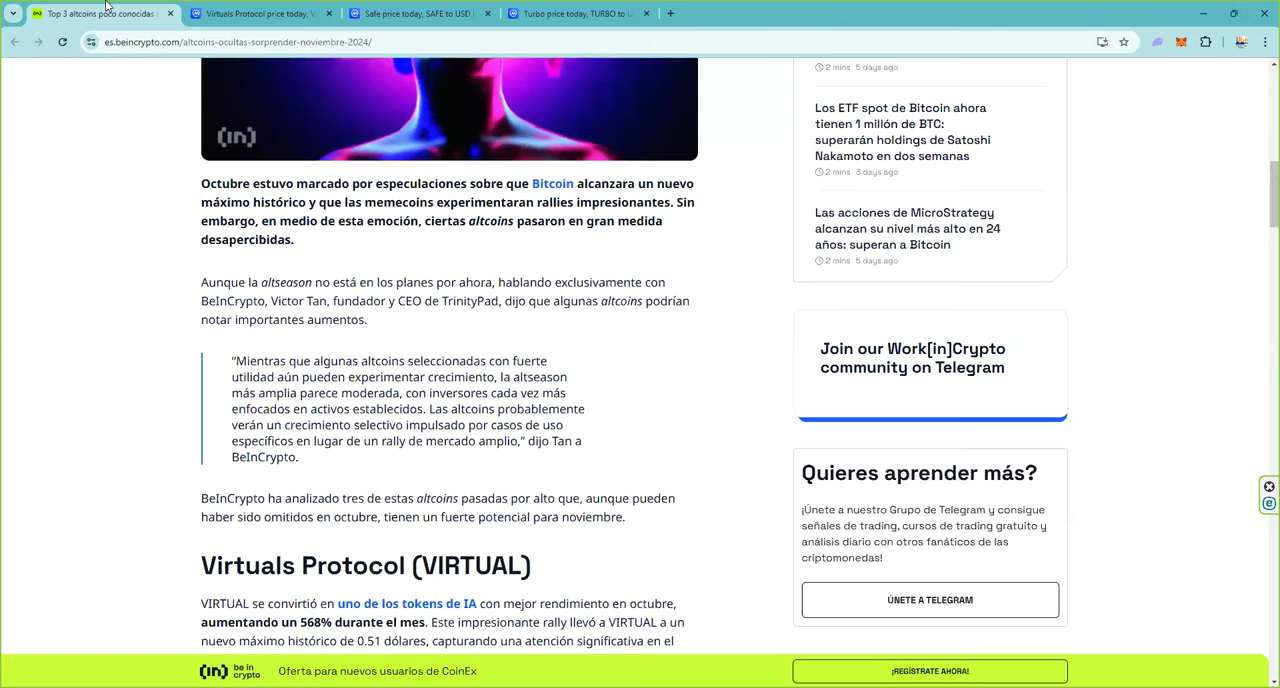 Top 3 altcoins poco conocidas a
Virtuals Protocol price today, V
Safe price today, SAFE to USD
Turbo price today, TURBO to U
es.beincrypto.com/altcoins-ocultas-sorprender-noviembre-2024/
(in)
Octubre estuvo marcado por especulaciones sobre que Bitcoin alcanzara un nuevo
máximo histórico y que las memecoins experimentaran rallies impresionantes. Sin
embargo, en medio de esta emoción, ciertas altcoins pasaron en gran medida
desapercibidas.
Aunque la altseason no está en los planes por ahora, hablando exclusivamente con
BeInCrypto, Victor Tan, fundador y CEO de TrinityPad, dijo que algunas altcoins podrían
notar importantes aumentos.
“Mientras que algunas altcoins seleccionadas con fuerte
utilidad aún pueden experimentar crecimiento, la altseason
más amplia parece moderada, con inversores cada vez más
enfocados en activos establecidos. Las altcoins probablemente
verán un crecimiento selectivo impulsado por casos de uso
específicos en lugar de un rally de mercado amplio,” dijo Tan a
BeInCrypto.
BeInCrypto ha analizado tres de estas altcoins pasadas por alto que, aunque pueden
haber sido omitidos en octubre, tienen un fuerte potencial para noviembre.
Virtuals Protocol (VIRTUAL)
VIRTUAL se convirtió en uno de los tokens de IA con mejor rendimiento en octubre,
aumentando un 568% durante el mes. Este impresionante rally llevó a VIRTUAL a un
nuevo máximo histórico de 0.51 dólares, capturando una atención significativa en el
2 mins 5 days ago
Los ETF spot de Bitcoin ahora
tienen 1 millón de BTC:
superarán holdings de Satoshi
Nakamoto en dos semanas
2 mins 3 days ago
Las acciones de MicroStrategy
alcanzan su nivel más alto en 24
años: superan a Bitcoin
2 mins 5 days ago
Join our Work[in]Crypto
community on Telegram
Quieres aprender más?
¡Únete a nuestro Grupo de Telegram y consigue
señales de trading, cursos de trading gratuito y
análisis diario con otros fanáticos de las
criptomonedas!
ÚNETE A TELEGRAM
(in) be in
crypto
Oferta para nuevos usuarios de CoinEx
¡REGÍSTRATE AHORA!